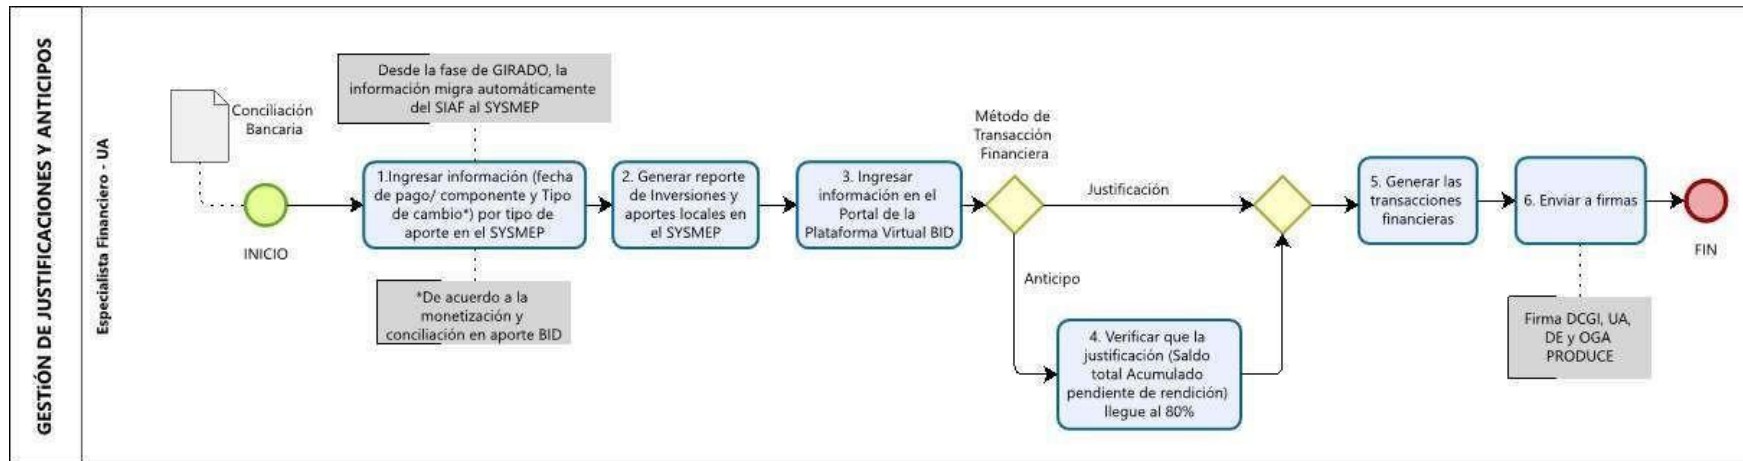 GESTIÓN DE JUSTIFICACIONES Y ANTICIPOS
Especialista Financiero - UA
Conciliación
Bancaria
INICIO
Desde la fase de GIRADO, la
información migra automáticamente
del SIAF al SYSMEP
1.Ingresar información (fecha
de pago/ componente y Tipo
de cambio*) por tipo de
aporte en el SYSMEP
*De acuerdo a la
monetización y
conciliación en aporte BID
2. Generar reporte
de Inversiones y
aportes locales en
el SYSMEP
3. Ingresar
información en el
Portal de la
Plataforma Virtual BID
Método de
Transacción
Financiera
Justificación
Anticipo
4. Verificar que la
justificación (Saldo
total Acumulado
pendiente de rendición)
llegue al 80%
5. Generar las
transacciones
financieras
6. Enviar a firmas
Firma DCGI, UA,
DE y OGA
PRODUCE
FIN